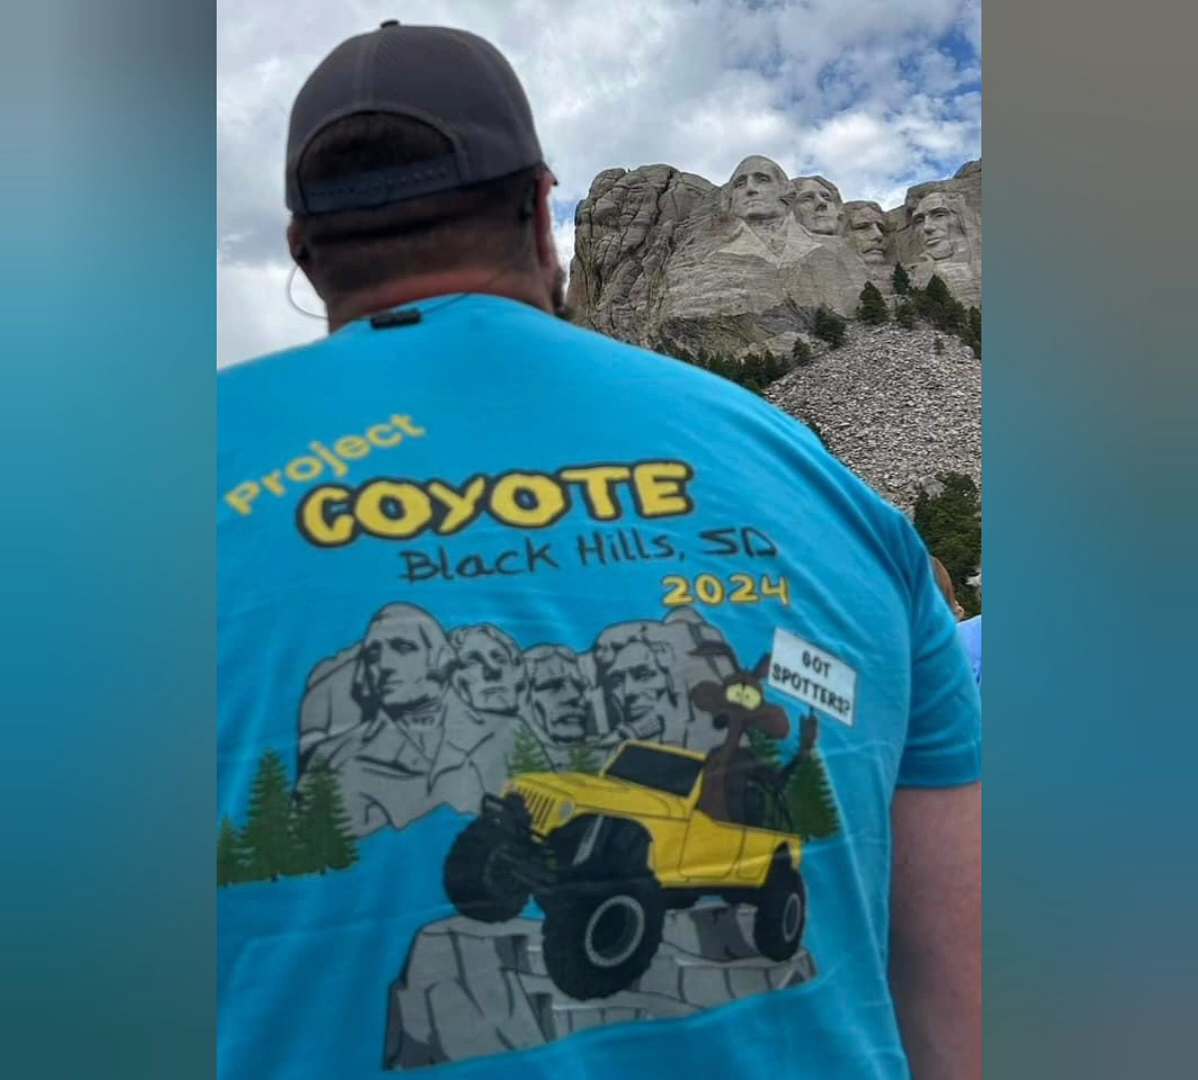 Project
COYOTE
Black Hills, SD
2024
GOT
SPOTTERS?